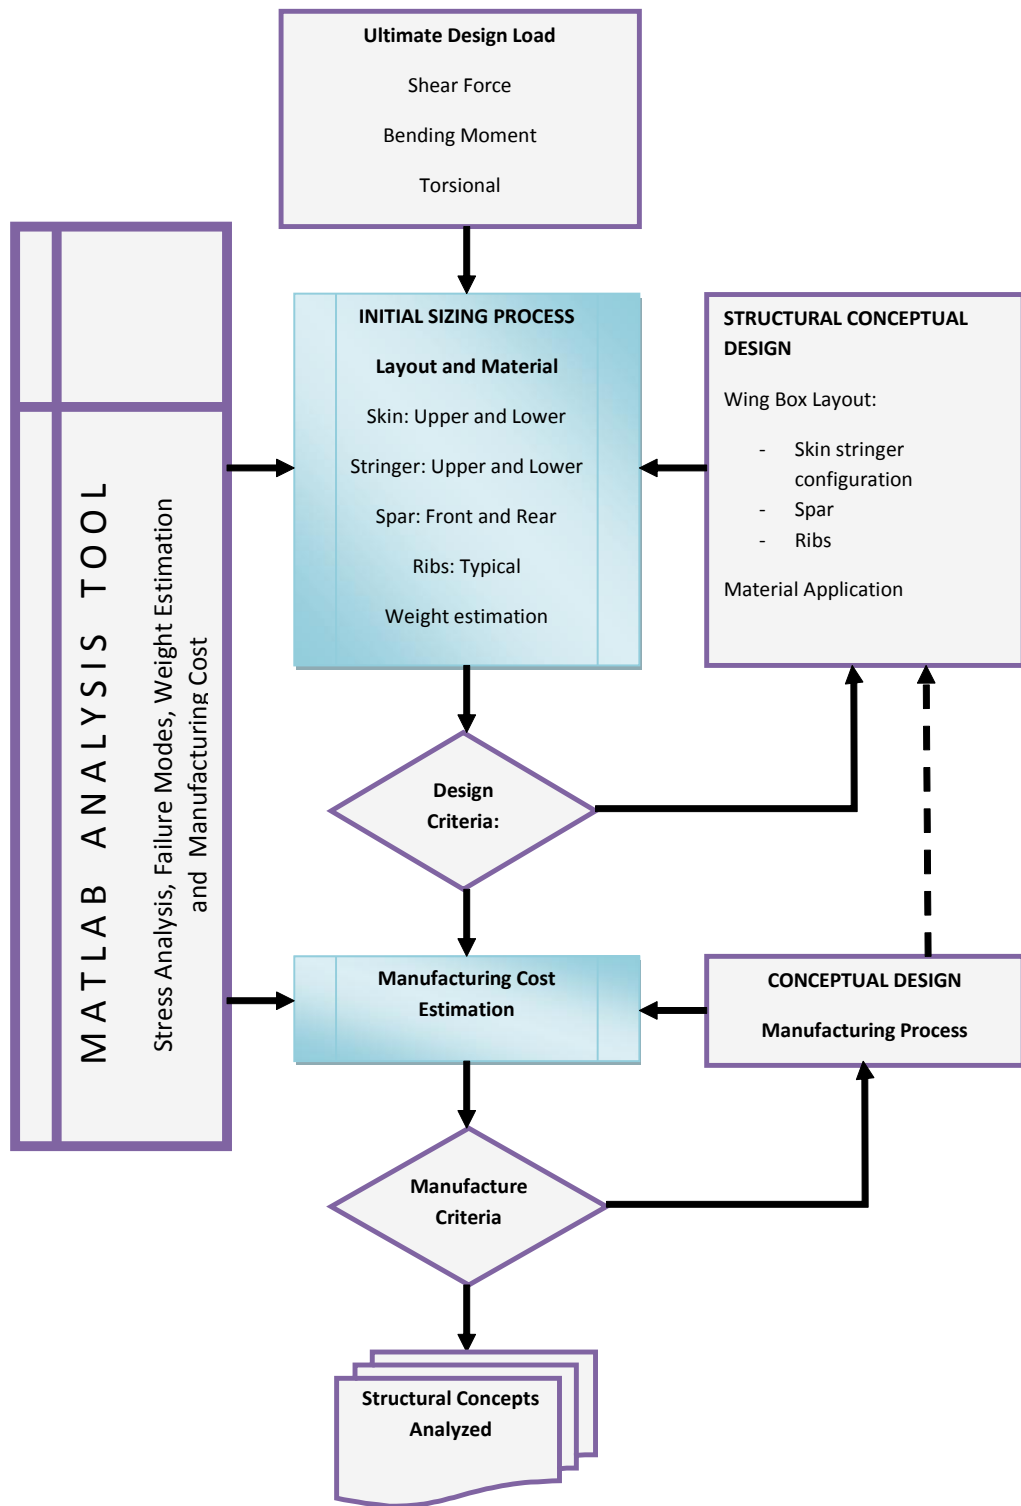 Ultimate Design Load
Shear Force
Bending Moment
Torsional
INITIAL SIZING PROCESS
Layout and Material
Skin: Upper and Lower
Stringer: Upper and Lower
Spar: Front and Rear
Ribs: Typical
Weight estimation
STRUCTURAL CONCEPTUAL
DESIGN
Wing Box Layout:
- Skin stringer
configuration
- Spar
- Ribs
Material Application
MATLAB ANALYSIS TOOL
Stress Analysis, Failure Modes, Weight Estimation
and Manufacturing Cost
Design
Criteria:
Manufacturing Cost
Estimation
CONCEPTUAL DESIGN
Manufacturing Process
Manufacture
Criteria
Structural Concepts
Analyzed